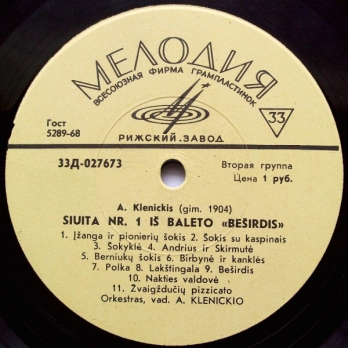 МЕЛОДИЯ
ВСЕСОЮЗНАЯ ФИРМА ГРАМПЛАСТИНОК
Гост
5289-68
33
РИЖСКИЙ ЗАВОД
33Д-027673
Вторая группа
Цена 1 руб.
A. Klenickis (gim. 1904)
SIUITA NR. 1 IŠ BALETO «BEŠIRDIS»
1. Įžanga ir pionierių šokis 2. Šokis su kaspinais
3. Šokyklė 4. Andrius ir Skirmutė
5. Berniukų šokis 6. Birbynė ir kanklės
7. Polka 8. Lakštingala 9. Beširdis
10. Nakties valdovė
11. Žvaigždučių pizzicato
Orkestras, vad. A. KLENICKIO